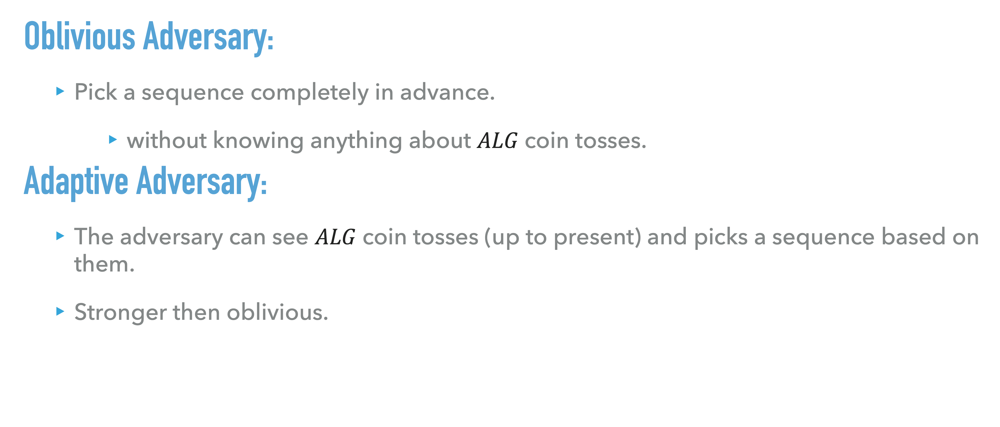 Oblivious Adversary:
Pick a sequence completely in advance.
without knowing anything about ALG coin tosses.
Adaptive Adversary:
The adversary can see ALG coin tosses (up to present) and picks a sequence based on
them.
Stronger then oblivious.